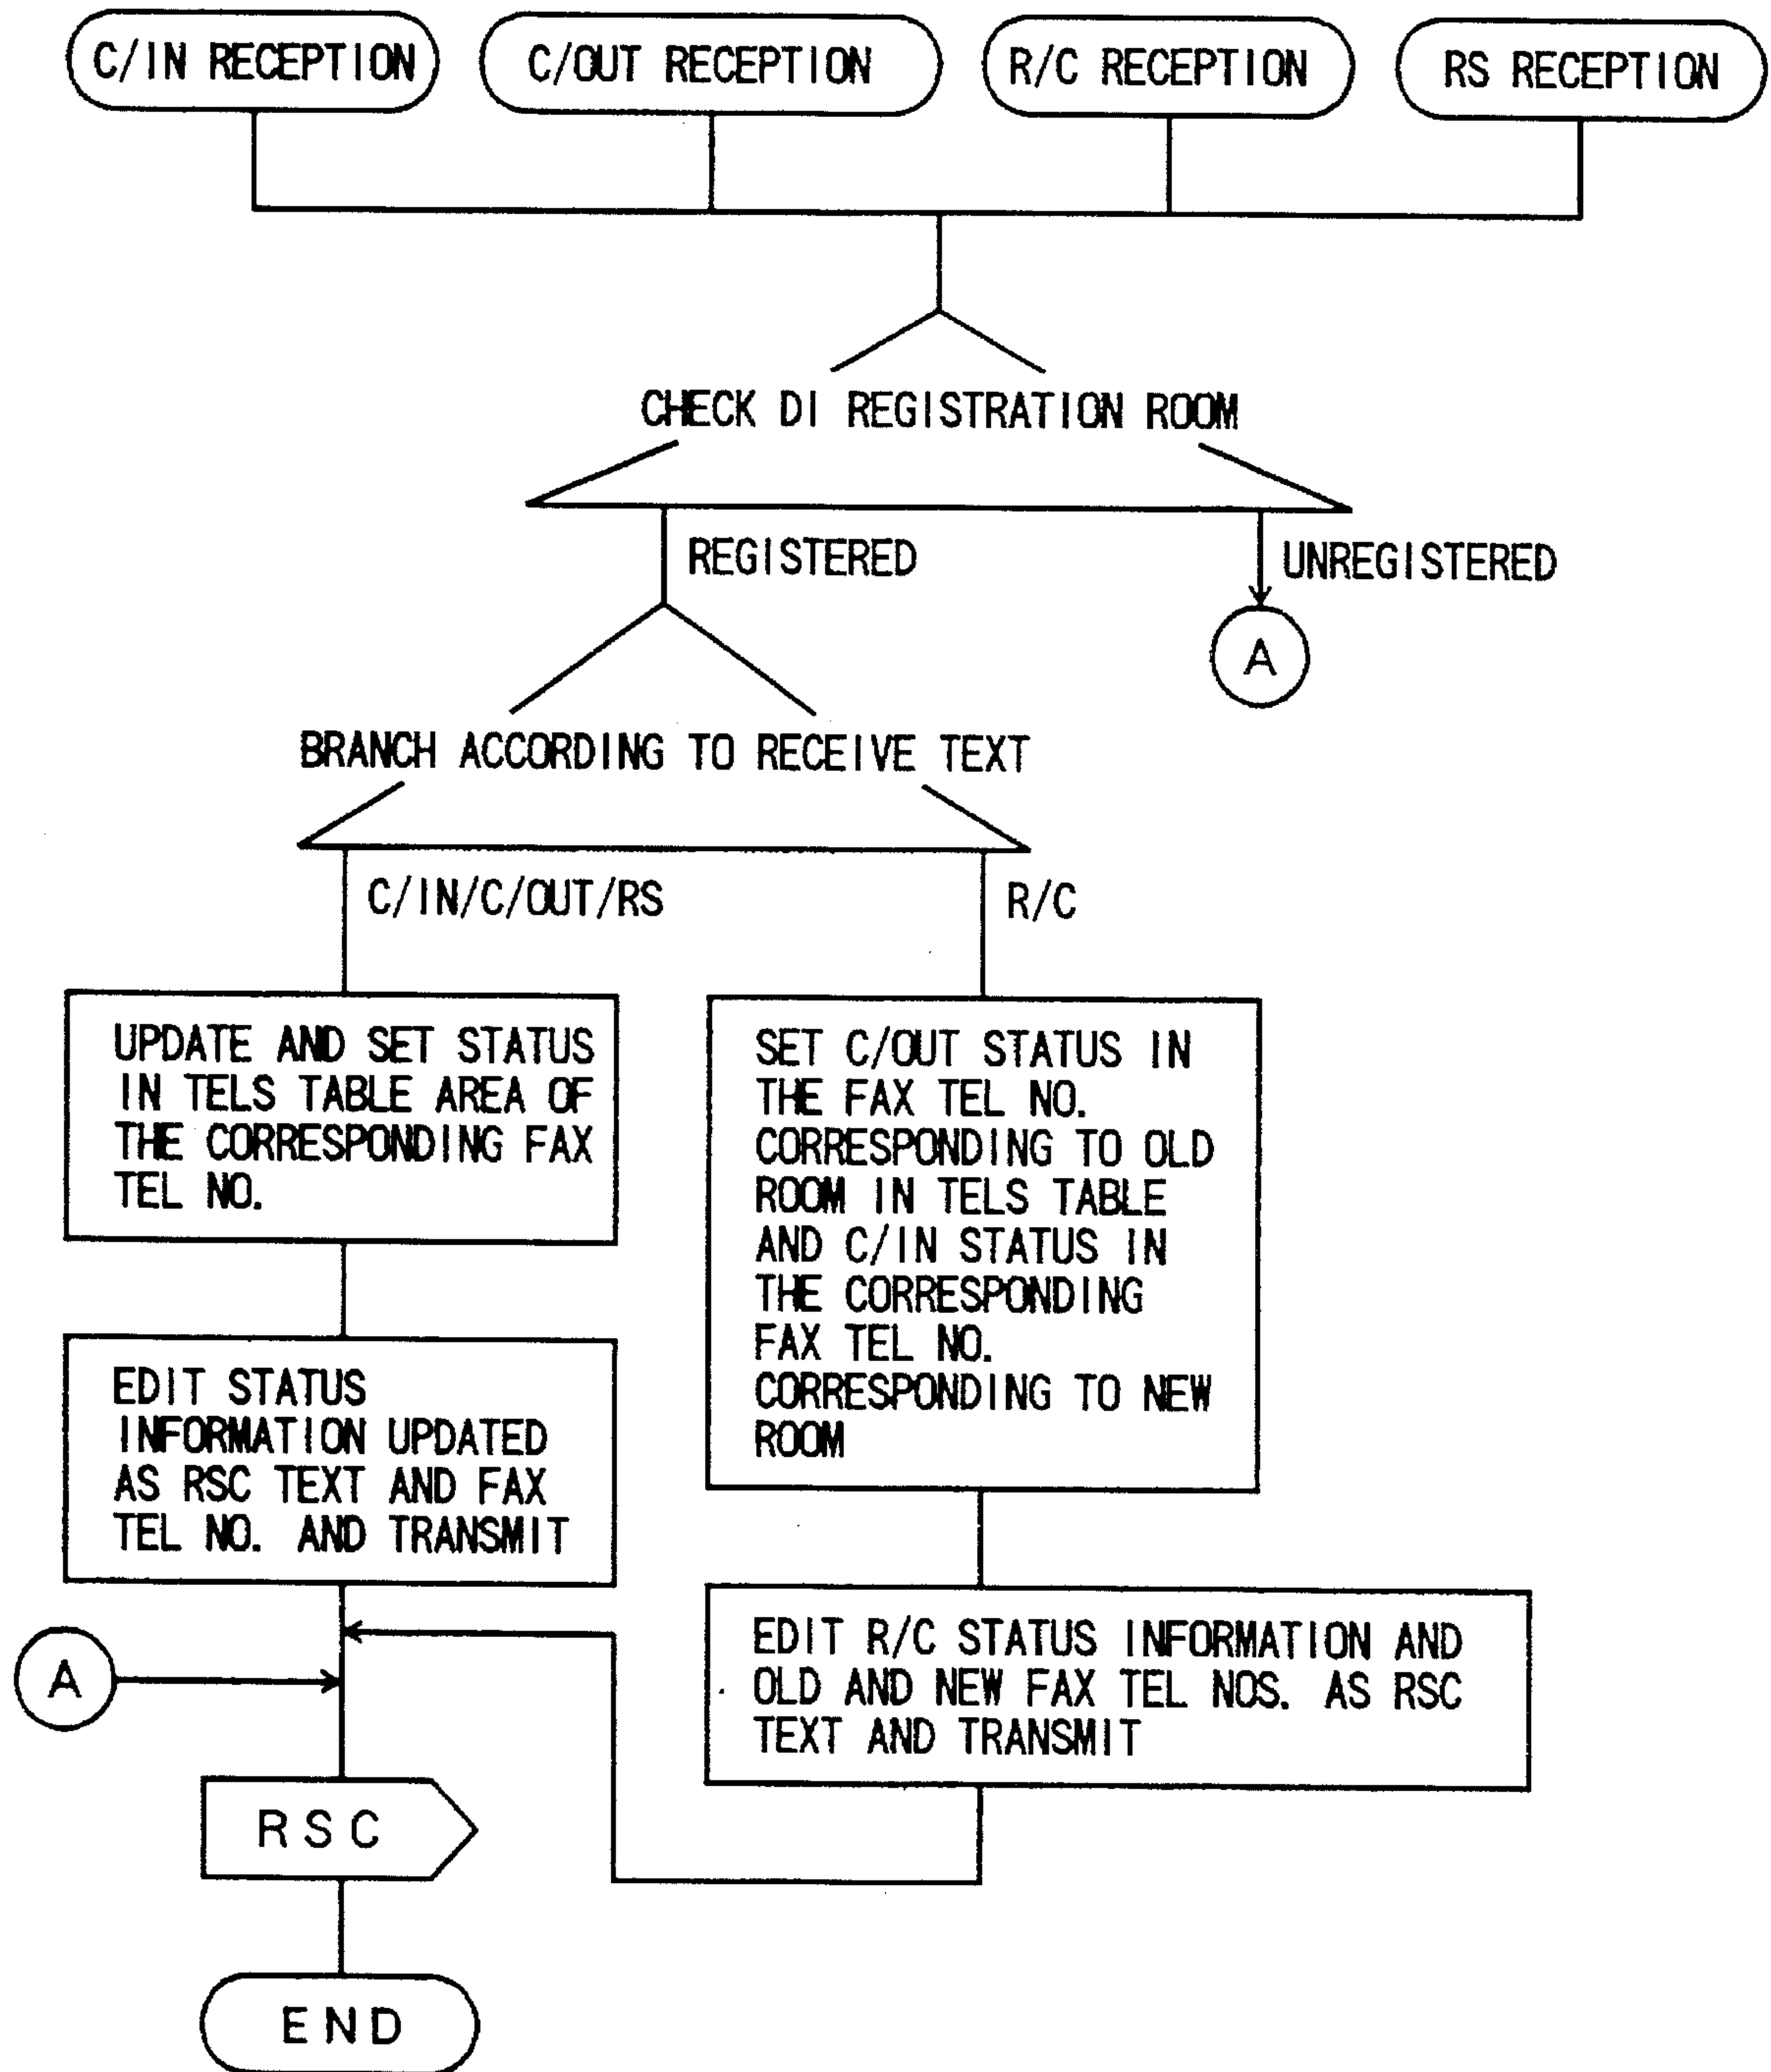 C/IN RECEPTION
C/OUT RECEPTION
R/C RECEPTION
RS RECEPTION
CHECK DI REGISTRATION ROOM
REGISTERED
UNREGISTERED
A
BRANCH ACCORDING TO RECEIVE TEXT
C/IN/C/OUT/RS
R/C
UPDATE AND SET STATUS
IN TELS TABLE AREA OF
THE CORRESPONDING FAX
TEL NO.
SET C/OUT STATUS IN
THE FAX TEL NO.
CORRESPONDING TO OLD
ROOM IN TELS TABLE
AND C/IN STATUS IN
THE CORRESPONDING
FAX TEL NO.
CORRESPONDING TO NEW
ROOM
EDIT STATUS
INFORMATION UPDATED
AS RSC TEXT AND FAX
TEL NO. AND TRANSMIT
EDIT R/C STATUS INFORMATION AND
OLD AND NEW FAX TEL NOS. AS RSC
TEXT AND TRANSMIT
A
RSC
END